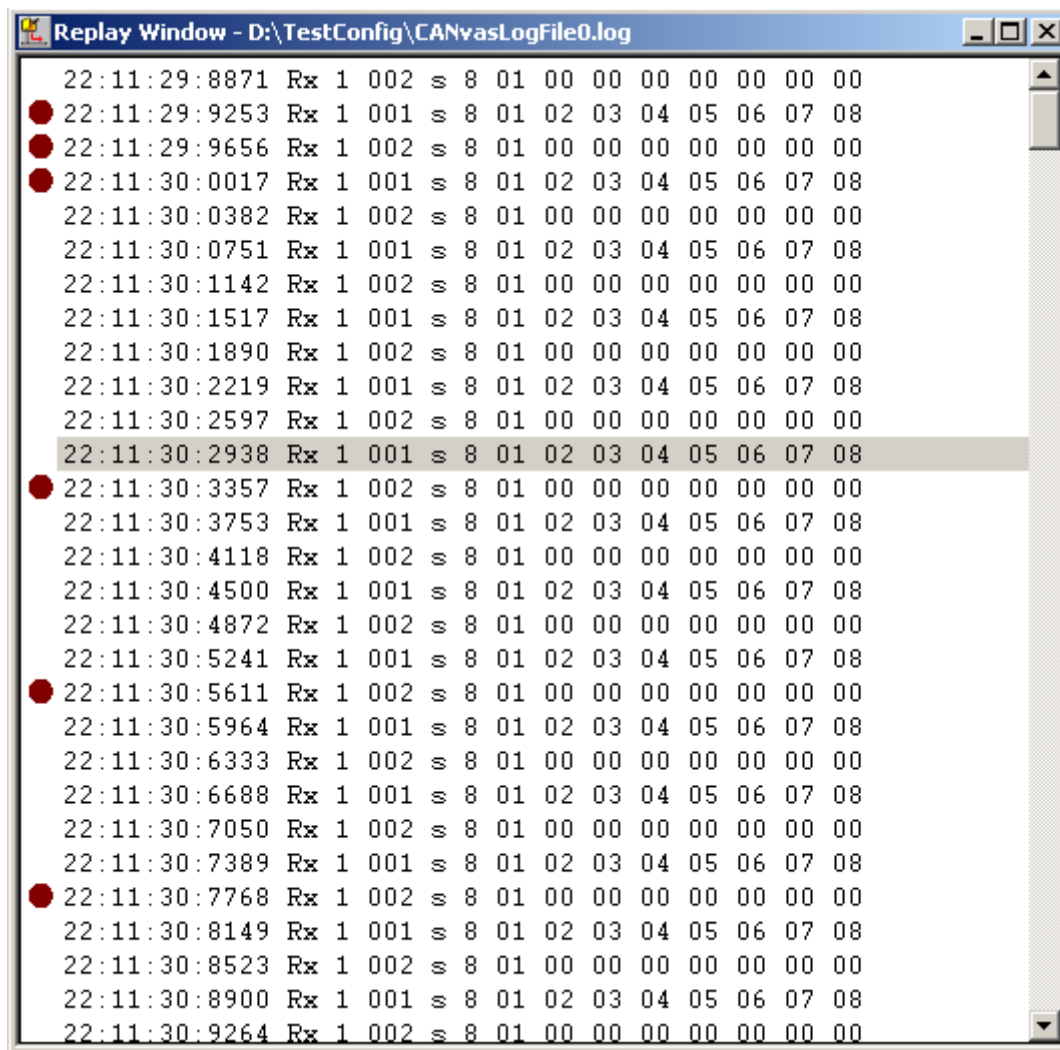 Replay Window - D:\TestConfig\CANvasLogFile0.log
22:11:29:8871 Rx 1 002 s 8 01 00 00 00 00 00 00 00
22:11:29:9253 Rx 1 001 s 8 01 02 03 04 05 06 07 08
22:11:29:9656 Rx 1 002 s 8 01 00 00 00 00 00 00 00
22:11:30:0017 Rx 1 001 s 8 01 02 03 04 05 06 07 08
22:11:30:0382 Rx 1 002 s 8 01 00 00 00 00 00 00 00
22:11:30:0751 Rx 1 001 s 8 01 02 03 04 05 06 07 08
22:11:30:1142 Rx 1 002 s 8 01 00 00 00 00 00 00 00
22:11:30:1517 Rx 1 001 s 8 01 02 03 04 05 06 07 08
22:11:30:1890 Rx 1 002 s 8 01 00 00 00 00 00 00 00
22:11:30:2219 Rx 1 001 s 8 01 02 03 04 05 06 07 08
22:11:30:2597 Rx 1 002 s 8 01 00 00 00 00 00 00 00
22:11:30:2938 Rx 1 001 s 8 01 02 03 04 05 06 07 08
22:11:30:3357 Rx 1 002 s 8 01 00 00 00 00 00 00 00
22:11:30:3753 Rx 1 001 s 8 01 02 03 04 05 06 07 08
22:11:30:4118 Rx 1 002 s 8 01 00 00 00 00 00 00 00
22:11:30:4500 Rx 1 001 s 8 01 02 03 04 05 06 07 08
22:11:30:4872 Rx 1 002 s 8 01 00 00 00 00 00 00 00
22:11:30:5241 Rx 1 001 s 8 01 02 03 04 05 06 07 08
22:11:30:5611 Rx 1 002 s 8 01 00 00 00 00 00 00 00
22:11:30:5964 Rx 1 001 s 8 01 02 03 04 05 06 07 08
22:11:30:6333 Rx 1 002 s 8 01 00 00 00 00 00 00 00
22:11:30:6688 Rx 1 001 s 8 01 02 03 04 05 06 07 08
22:11:30:7050 Rx 1 002 s 8 01 00 00 00 00 00 00 00
22:11:30:7389 Rx 1 001 s 8 01 02 03 04 05 06 07 08
22:11:30:7768 Rx 1 002 s 8 01 00 00 00 00 00 00 00
22:11:30:8149 Rx 1 001 s 8 01 02 03 04 05 06 07 08
22:11:30:8523 Rx 1 002 s 8 01 00 00 00 00 00 00 00
22:11:30:8900 Rx 1 001 s 8 01 02 03 04 05 06 07 08
22:11:30:9264 Rx 1 002 s 8 01 00 00 00 00 00 00 00